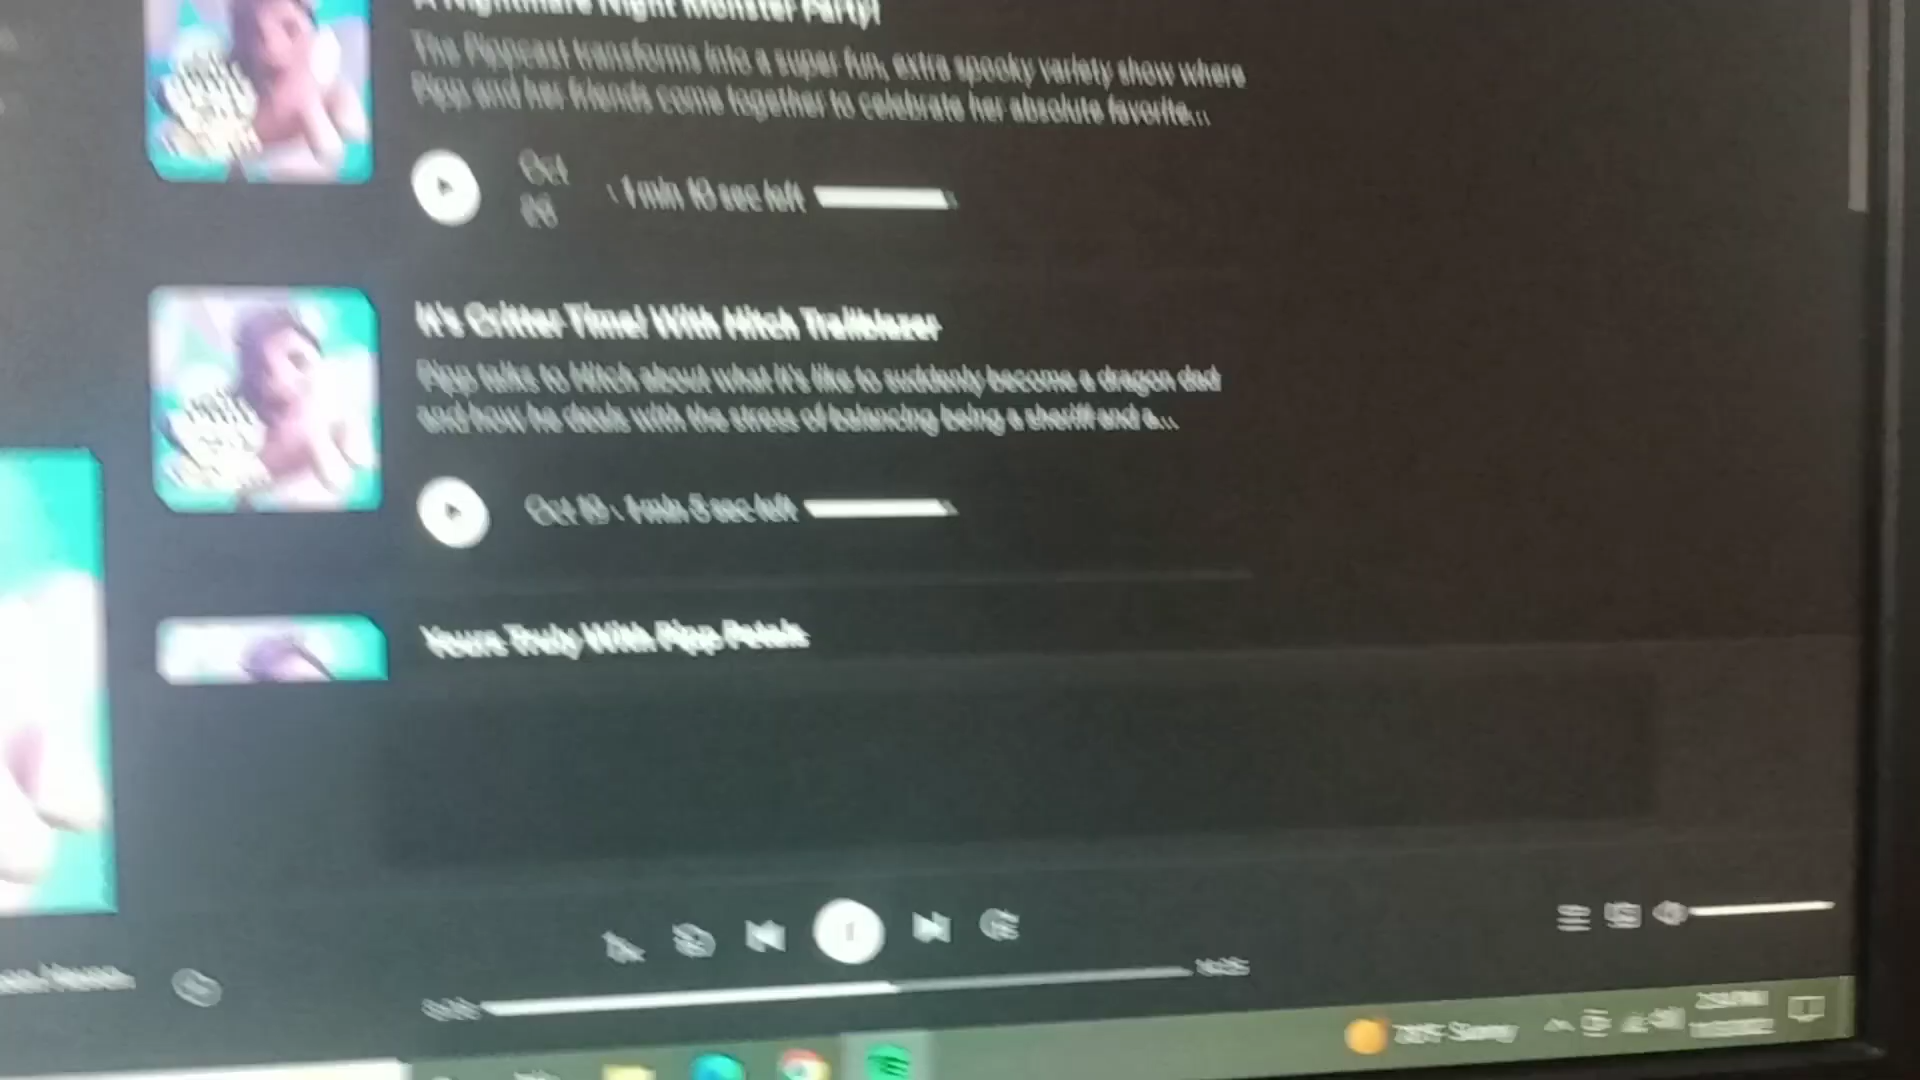 A Nightmare Night Monster Party!
The Pippcast transforms into a super fun, extra spooky variety show where
Pipp and her friends come together to celebrate her absolute favorite...
Oct
26
· 1 min 10 sec left
It's Critter Time! With Hitch Trailblazer
Pipp talks to Hitch about what it's like to suddenly become a dragon dad
and how he deals with the stress of balancing being a sheriff and a...
Oct 19 · 1 min 5 sec left
Yours Truly With Pipp Petals
1x
Sunny